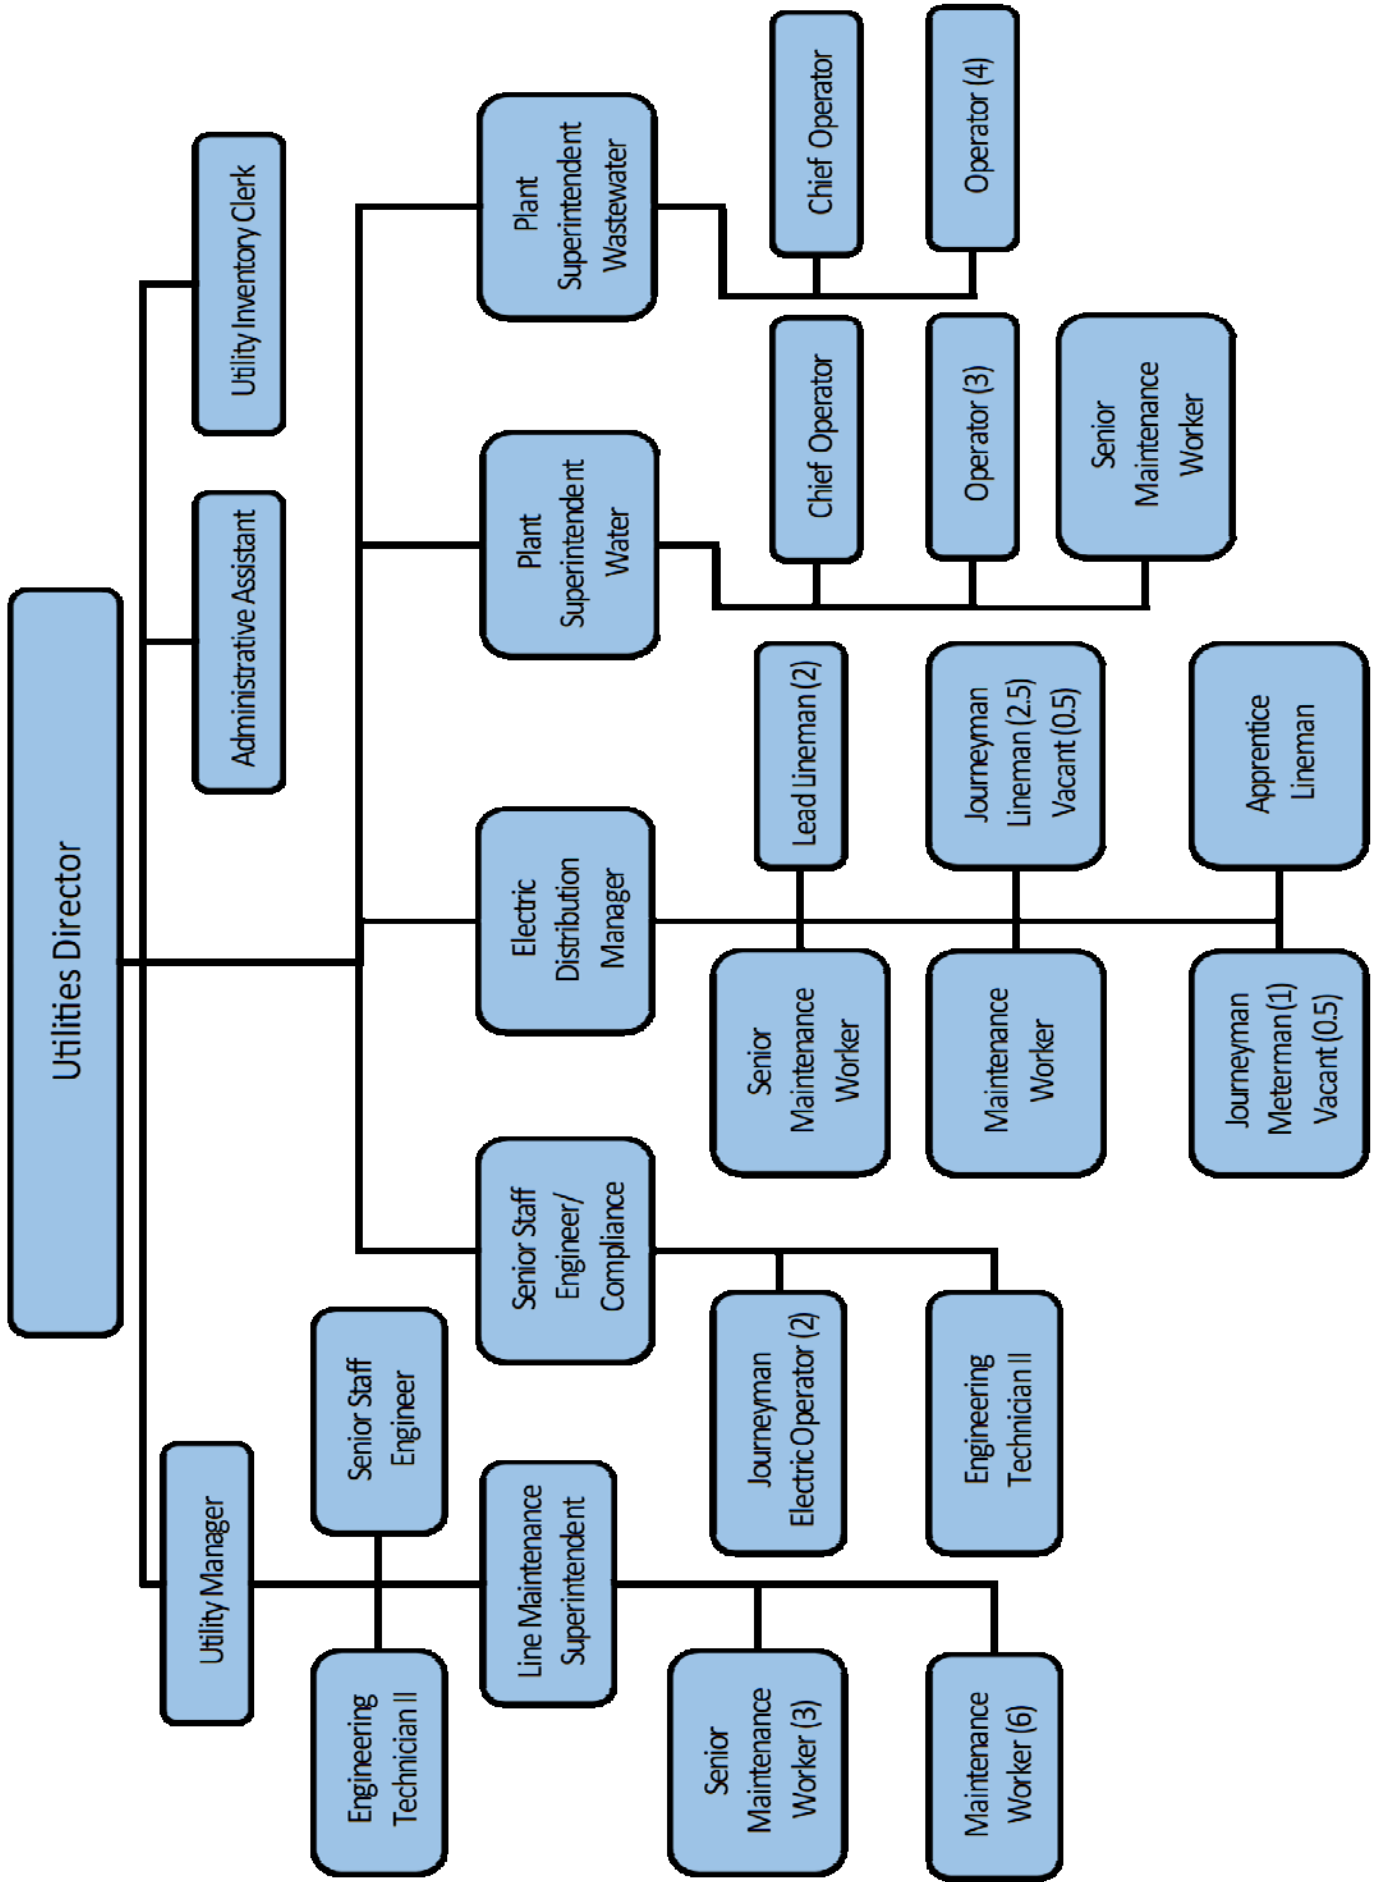 Utilities Director
Utility Manager
Administrative Assistant
Utility Inventory Clerk
Engineering
Technician II
Senior Staff
Engineer
Line Maintenance
Superintendent
Senior
Maintenance
Worker (3)
Maintenance
Worker (6)
Senior Staff
Engineer/
Compliance
Journeyman
Electric Operator (2)
Engineering
Technician II
Electric
Distribution
Manager
Senior
Maintenance
Worker
Lead Lineman (2)
Maintenance
Worker
Journeyman
Lineman (2.5)
Vacant (0.5)
Journeyman
Meterman (1)
Vacant (0.5)
Apprentice
Lineman
Plant
Superintendent
Water
Chief Operator
Operator (3)
Senior
Maintenance
Worker
Plant
Superintendent
Wastewater
Chief Operator
Operator (4)